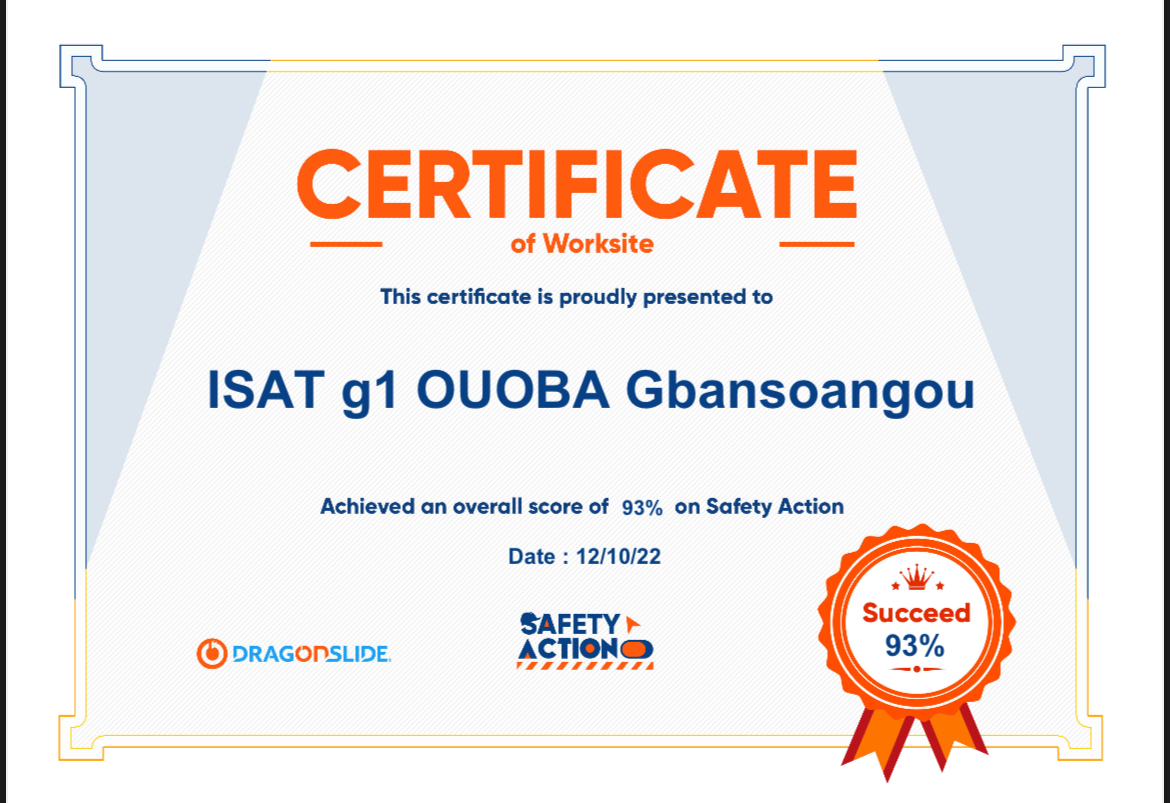 CERTIFICATE
of Worksite
This certificate is proudly presented to
ISAT g1 OUOBA Gbansoangou
Achieved an overall score of 93% on Safety Action
Date : 12/10/22
DRAGONSLIDE
SAFETY
ACTION
Succeed
93%